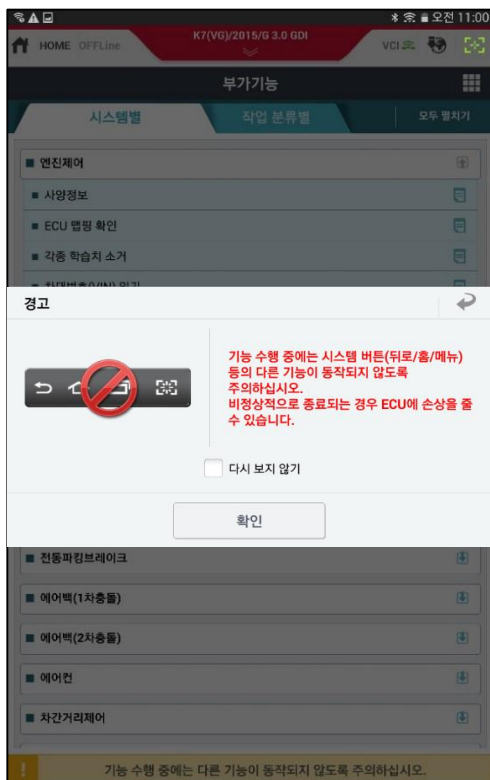 오전 11:00
HOME OFFLine
K7(VG)/2015/G 3.0 GDI
VCI
부가기능
시스템별
작업 분류별
모두 펼치기
엔진제어
사양정보
ECU 맵핑 확인
각종 학습치 소거
차대번호(VIN) 읽기
경고
기능 수행 중에는 시스템 버튼(뒤로/홈/메뉴)
등의 다른 기능이 동작되지 않도록
주의하십시오.
비정상적으로 종료되는 경우 ECU에 손상을 줄
수 있습니다.
다시 보지 않기
확인
전동파킹브레이크
에어백(1차충돌)
에어백(2차충돌)
에어컨
차간거리제어
기능 수행 중에는 다른 기능이 동작되지 않도록 주의하십시오.